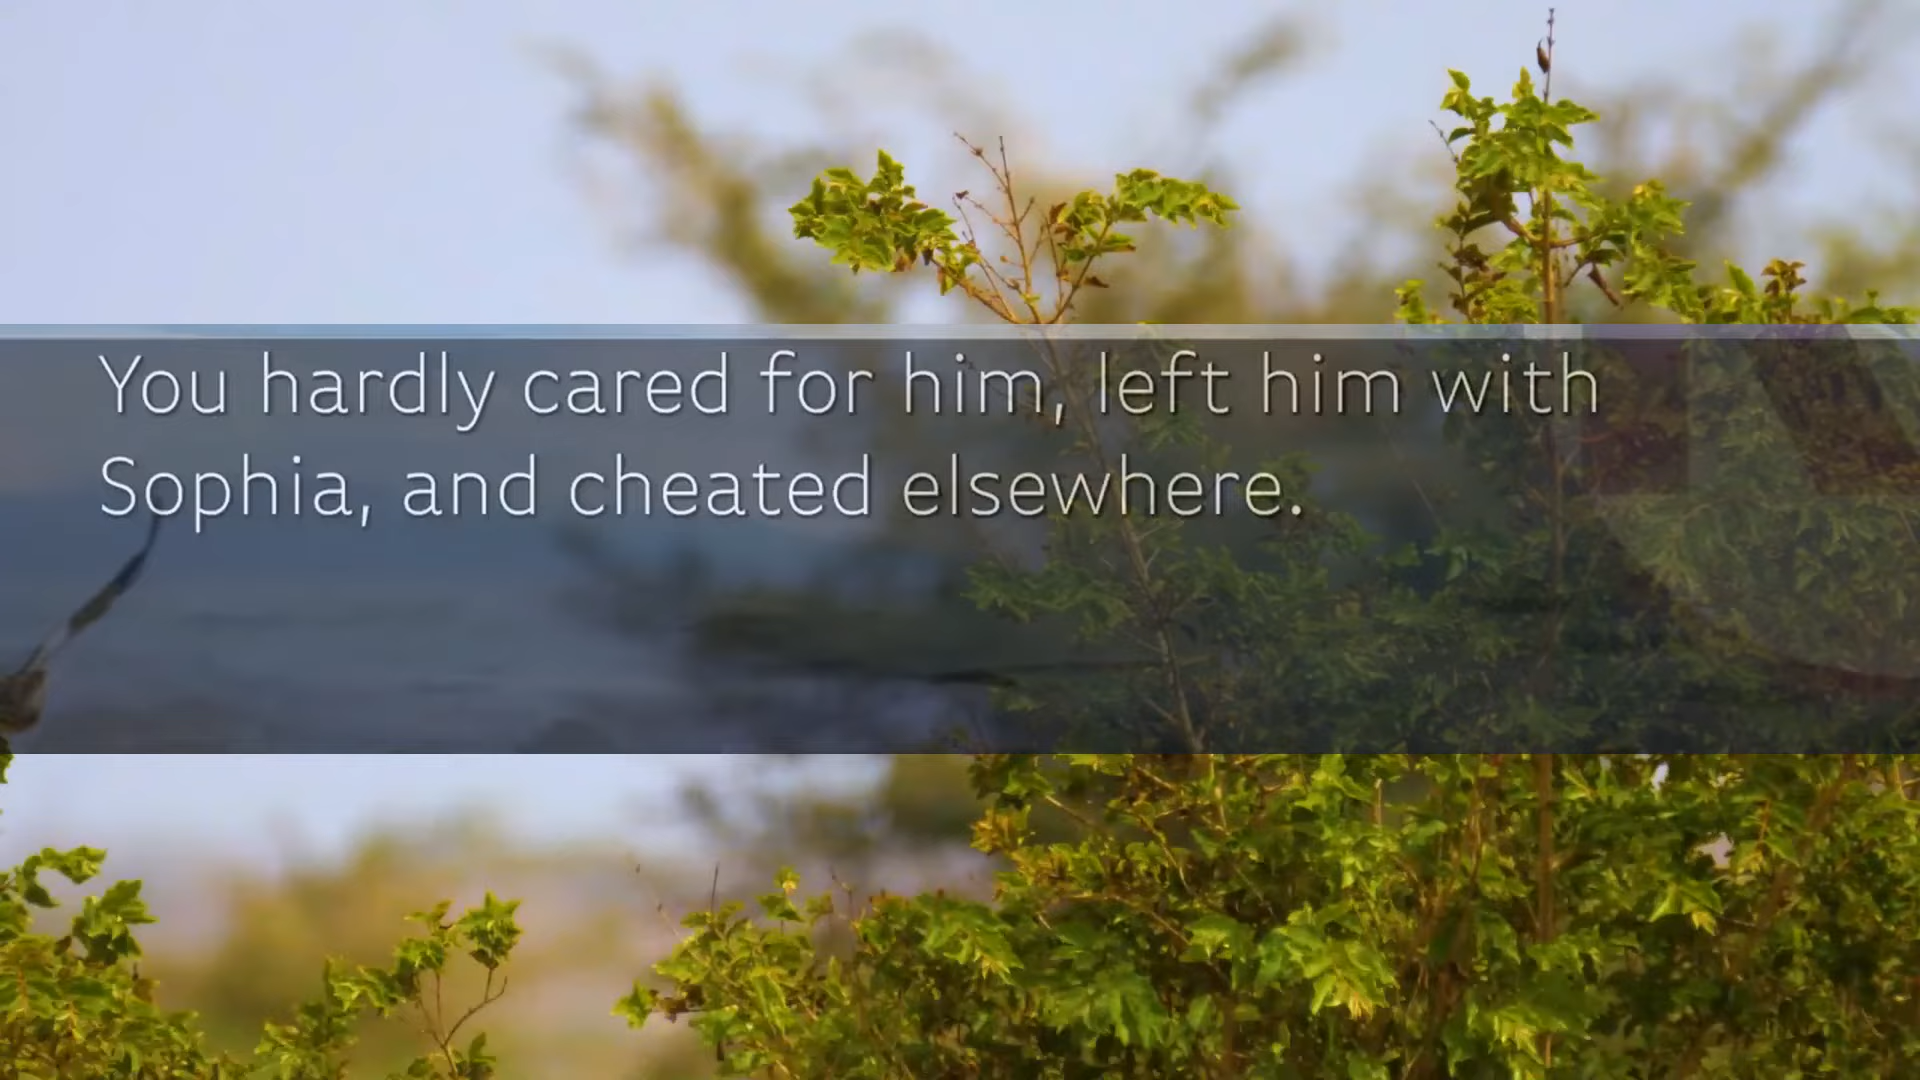 You hardly cared for him, left him with
Sophia, and cheated elsewhere.